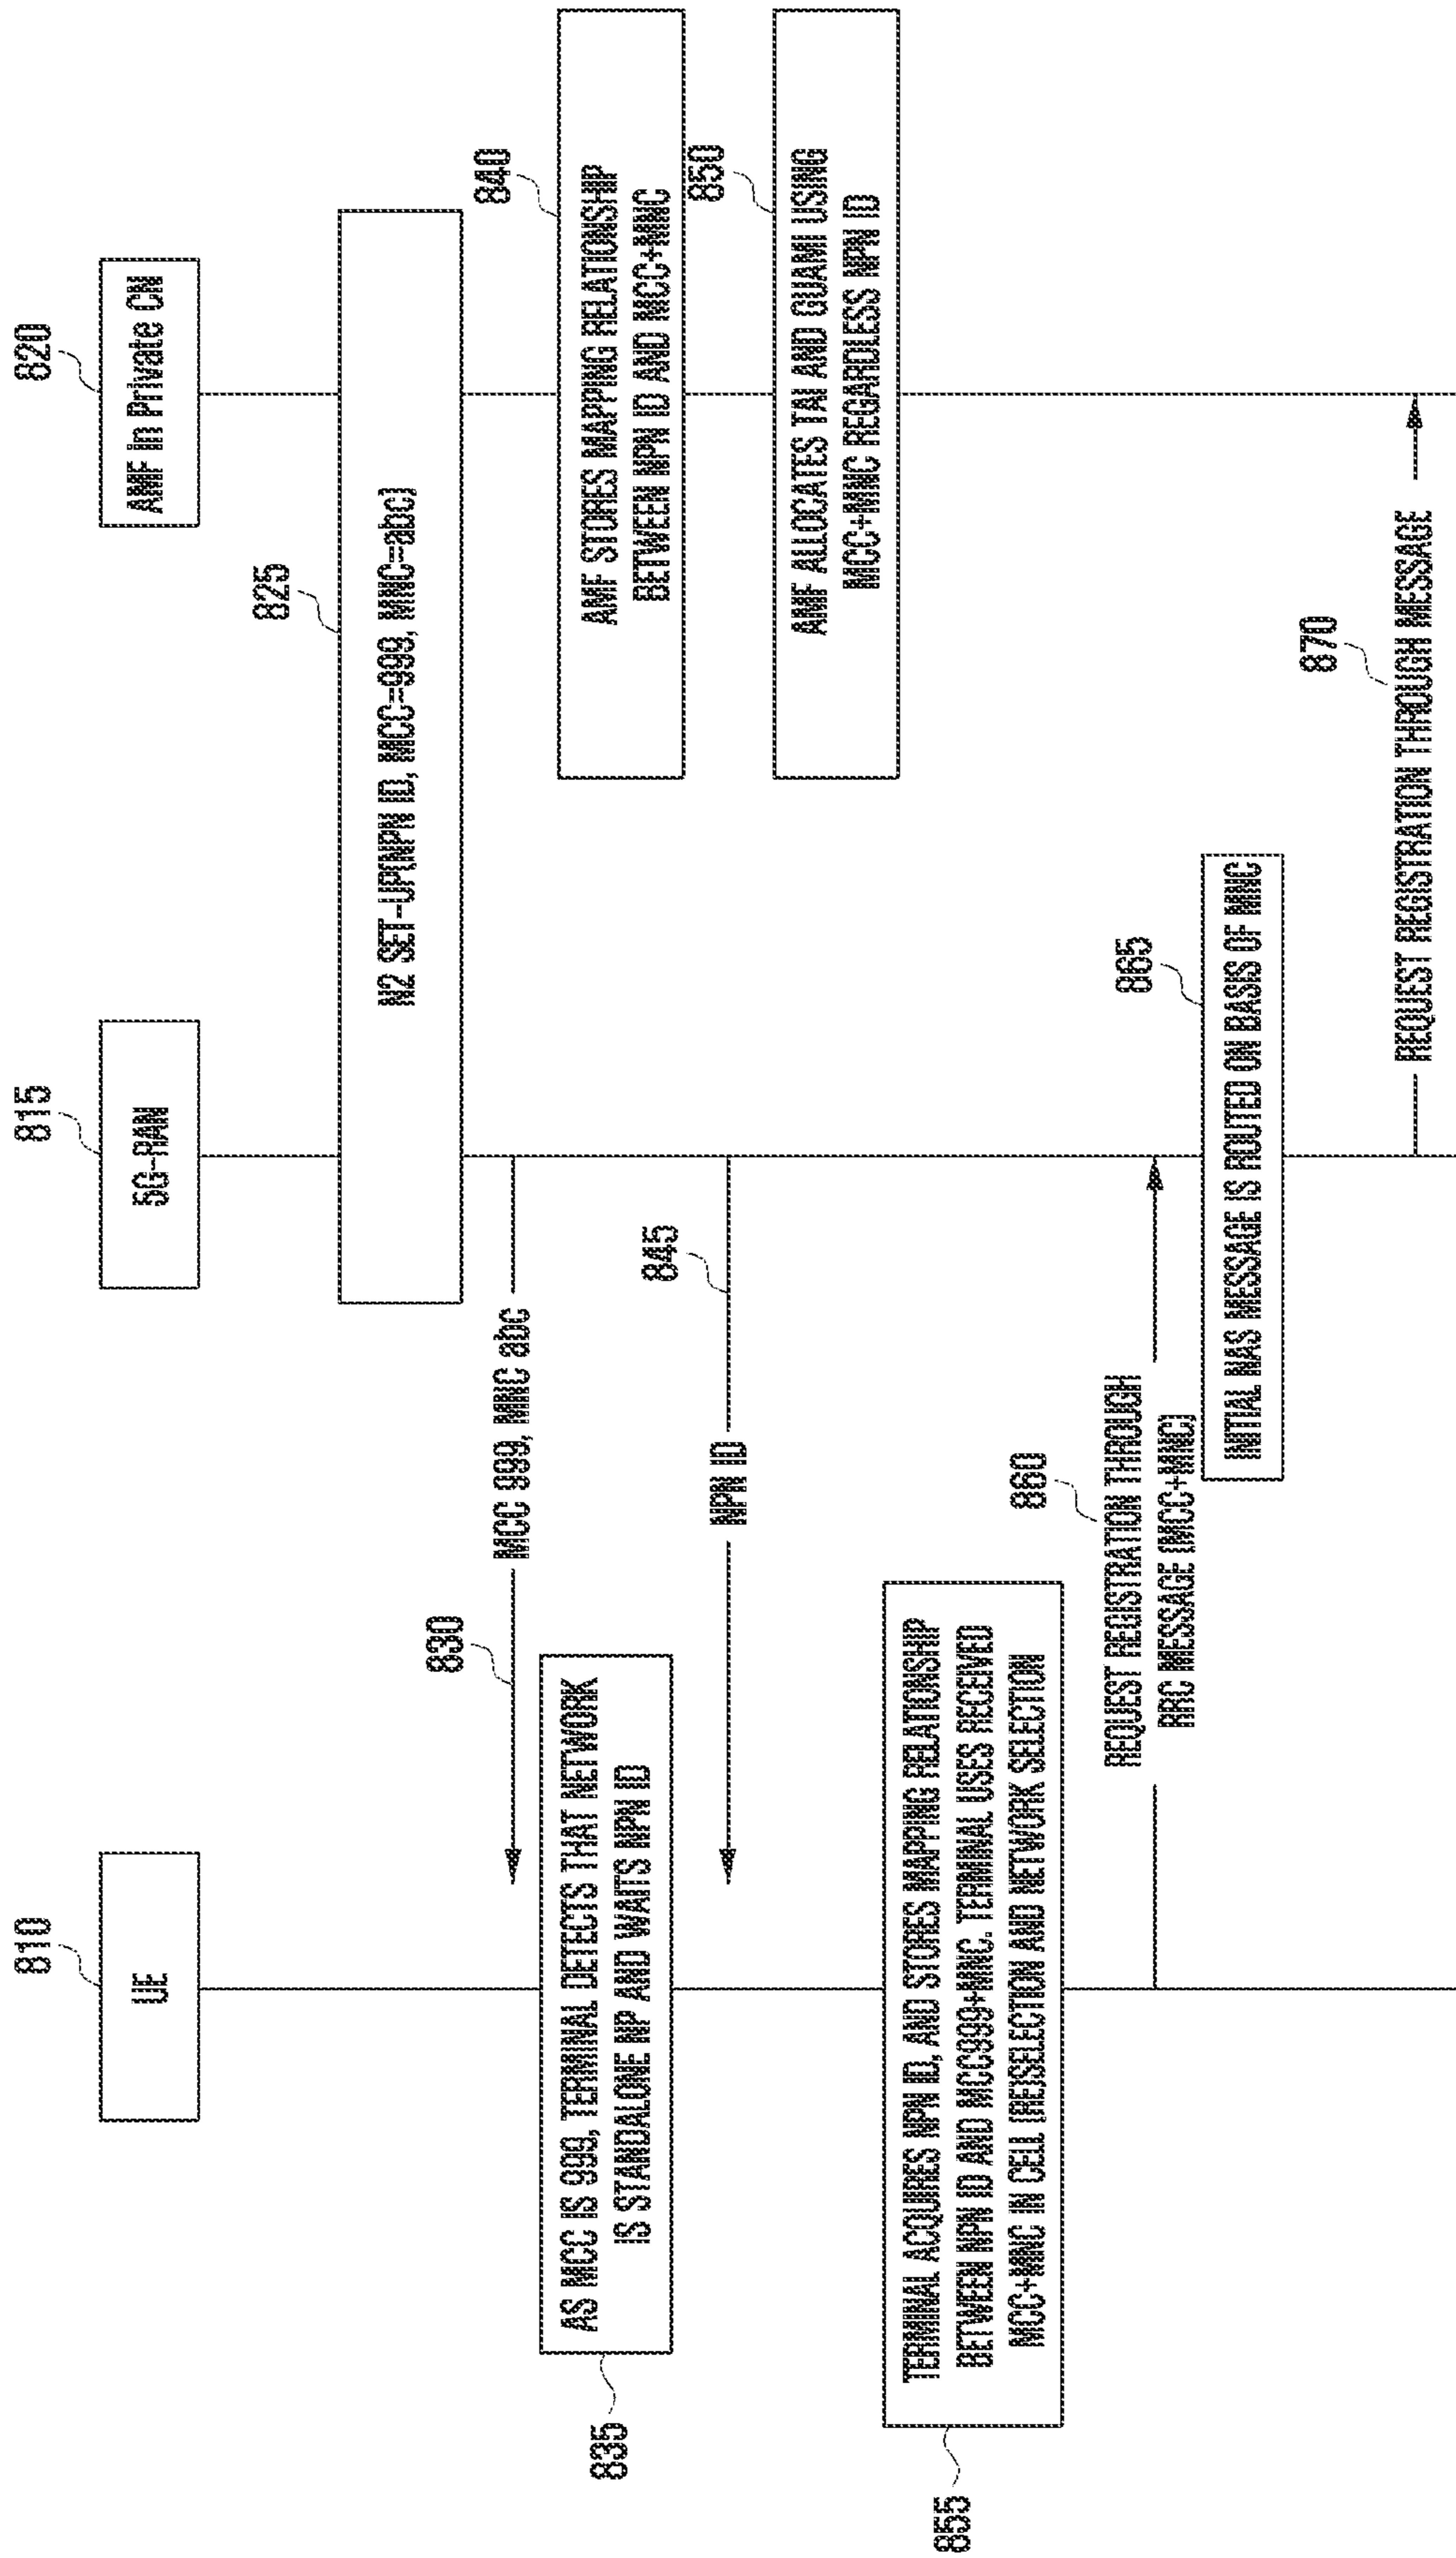 810
UE
815
5G-RAN
820
AMF in Private CN
825
N2 SET-UP(NPN ID, MCC=999, MNC=abc)
830
MCC 999, MNC abc
835
AS MCC IS 999, TERMINAL DETECTS THAT NETWORK
IS STANDALONE NP AND WAITS NPN ID
840
AMF STORES MAPPING RELATIONSHIP
BETWEEN NPN ID AND MCC+MNC
845
NPN ID
850
AMF ALLOCATES TAI AND GUAMI USING
MCC+MNC REGARDLESS NPN ID
855
TERMINAL ACQUIRES NPN ID, AND STORES MAPPING RELATIONSHIP
BETWEEN NPN ID AND MCC999+MNC. TERMINAL USES RECEIVED
MCC+MNC IN CELL (RE)SELECTION AND NETWORK SELECTION
860
REQUEST REGISTRATION THROUGH
RRC MESSAGE (MCC+MNC)
865
INITIAL NAS MESSAGE IS ROUTED ON BASIS OF MNC
870
REQUEST REGISTRATION THROUGH MESSAGE